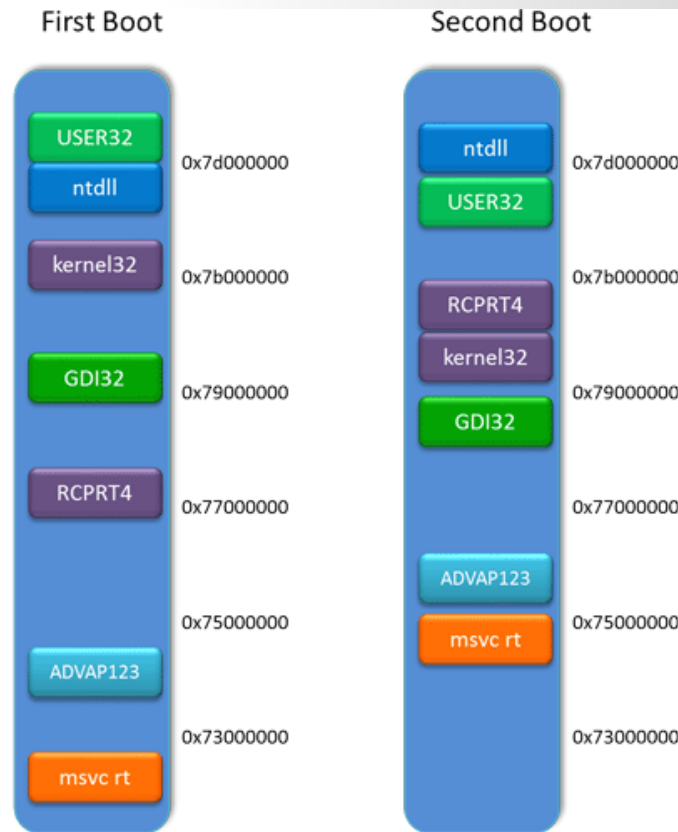 First Boot
USER32
0x7d000000
ntdll
kernel32
0x7b000000
GDI32
0x79000000
RCPRT4
0x77000000
0x75000000
ADVAP123
0x73000000
msvc rt
Second Boot
ntdll
0x7d000000
USER32
0x7b000000
RCPRT4
kernel32
0x79000000
GDI32
0x77000000
ADVAP123
0x75000000
msvc rt
0x73000000